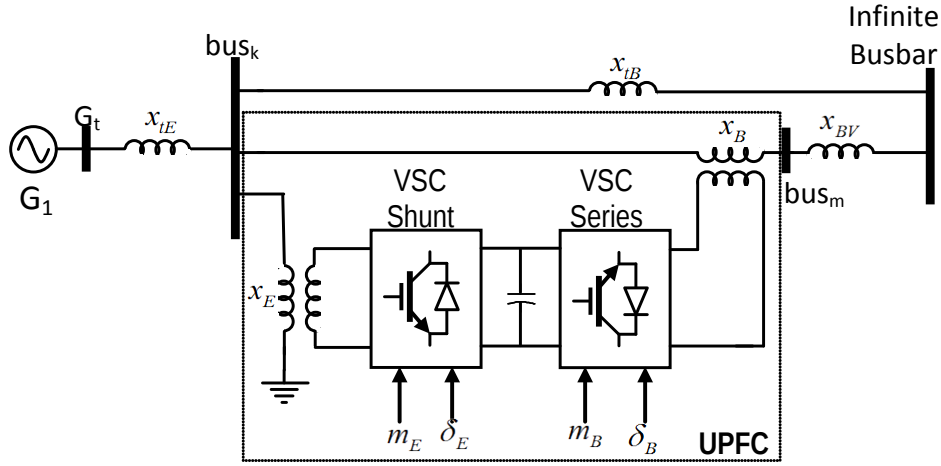 Infinite
Busbar
bus_k
x_tB
G_t
x_tE
x_B
x_BV
G_1
VSC
Shunt
VSC
Series
bus_m
x_E
m_E
δ_E
m_B
δ_B
UPFC